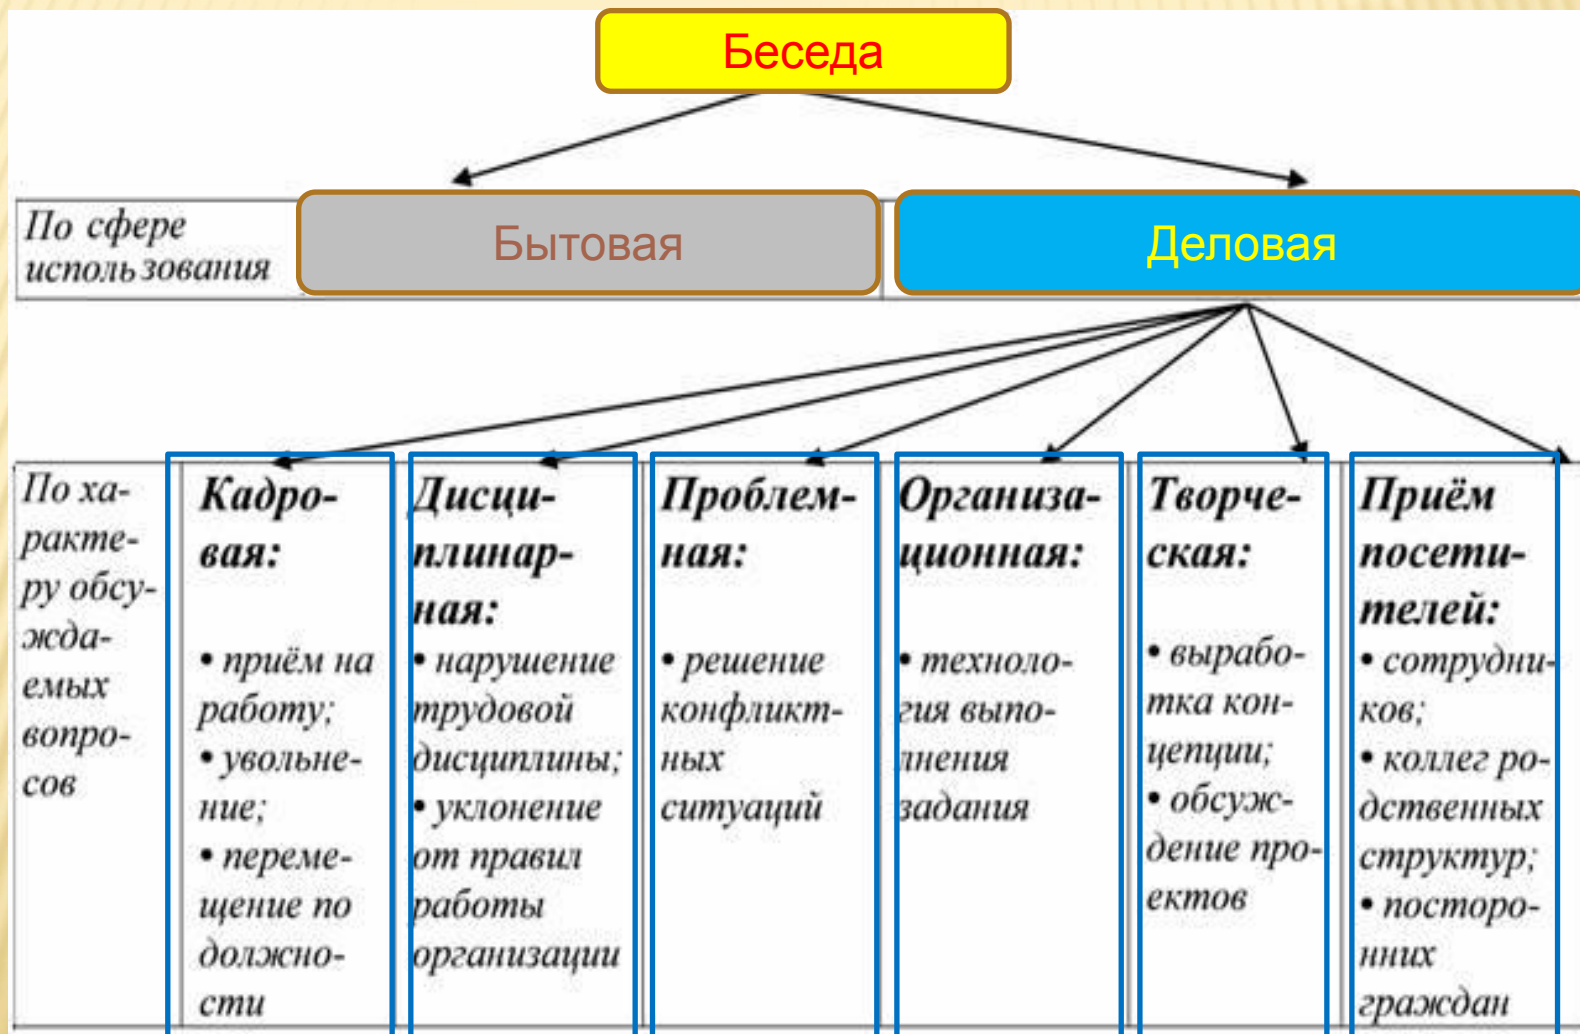 Беседа
По сфере
использования
Бытовая
Деловая
По ха-
ракте-
ру обсу-
жда-
емых
вопро-
сов
Кадро-
вая:
• приём на
работу;
• увольне-
ние;
• переме-
щение по
должно-
сти
Дисци-
плинар-
ная:
• нарушение
трудовой
дисциплины;
• уклонение
от правил
работы
организации
Проблем-
ная:
• решение
конфликт-
ных
ситуаций
Организа-
ционная:
• техноло-
гия выпо-
лнения
задания
Творче-
ская:
• вырабо-
тка кон-
цепции;
• обсуж-
дение про-
ектов
Приём
посети-
телей:
• сотрудни-
ков;
• коллег ро-
дственных
структур;
• посторо-
нних
граждан